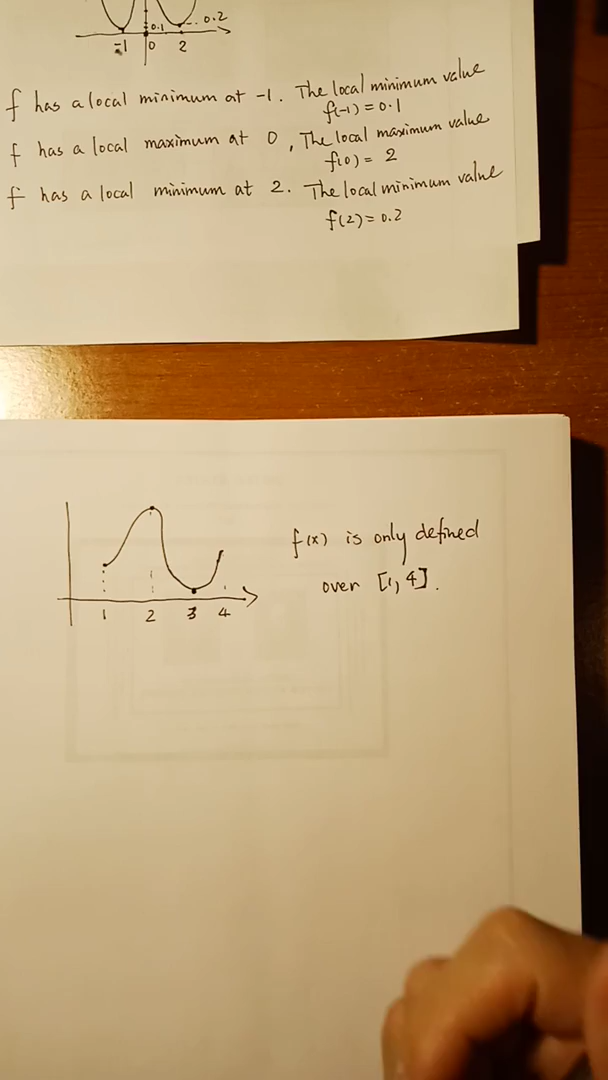 0.1
0.2
-1 0 2
f has a local minimum at -1. The local minimum value
f(-1) = 0.1
f has a local maximum at 0, The local maximum value
f(0) = 2
f has a local minimum at 2. The local minimum value
f(2) = 0.2
f(x) is only defined
over [1, 4].
1 2 3 4